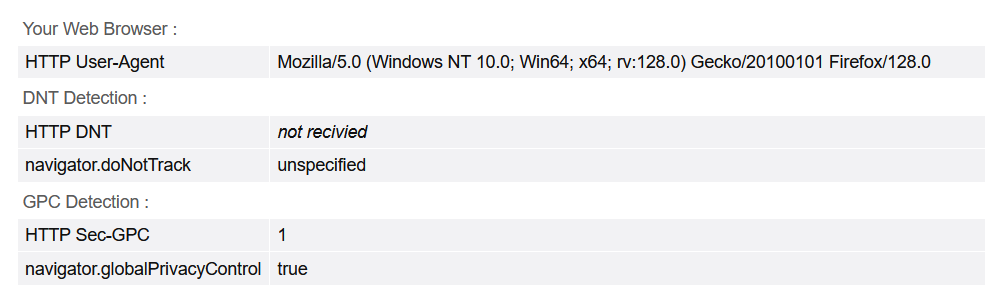 Your Web Browser :
HTTP User-Agent Mozilla/5.0 (Windows NT 10.0; Win64; x64; rv:128.0) Gecko/20100101 Firefox/128.0
DNT Detection :
HTTP DNT not recivied
navigator.doNotTrack unspecified
GPC Detection :
HTTP Sec-GPC 1
navigator.globalPrivacyControl true